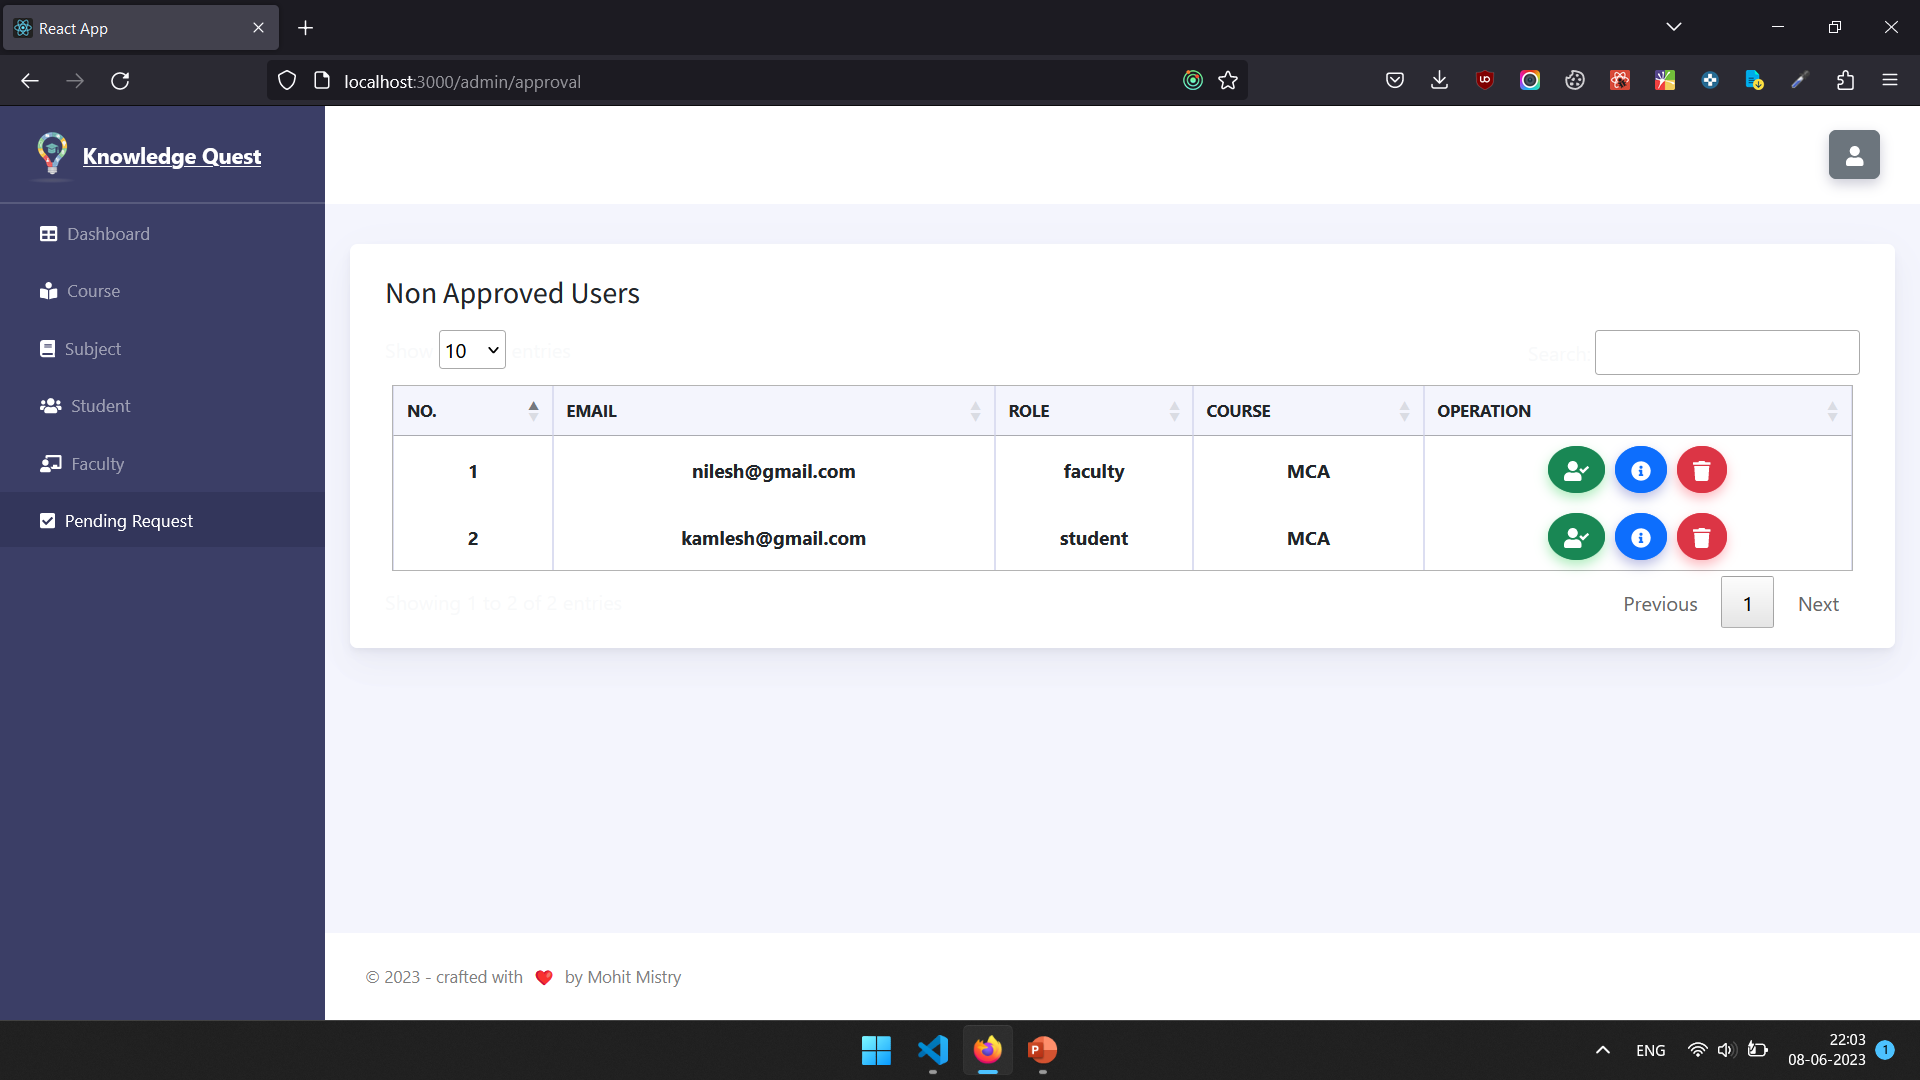 React App
localhost:3000/admin/approval
Knowledge Quest
Dashboard
Course
Subject
Student
Faculty
Pending Request
Non Approved Users
Show 10 entries
Search:
NO. EMAIL ROLE COURSE OPERATION
1 nilesh@gmail.com faculty MCA
2 kamlesh@gmail.com student MCA
Showing 1 to 2 of 2 entries
Previous 1 Next
© 2023 - crafted with ❤️ by Mohit Mistry
ENG
22:03
08-06-2023
1